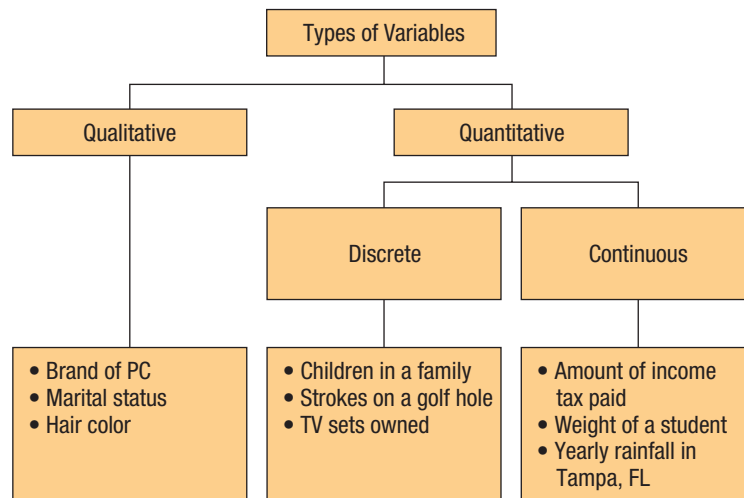 Types of Variables
Qualitative
Quantitative
Discrete
Continuous
• Brand of PC
• Marital status
• Hair color
• Children in a family
• Strokes on a golf hole
• TV sets owned
• Amount of income
tax paid
• Weight of a student
• Yearly rainfall in
Tampa, FL